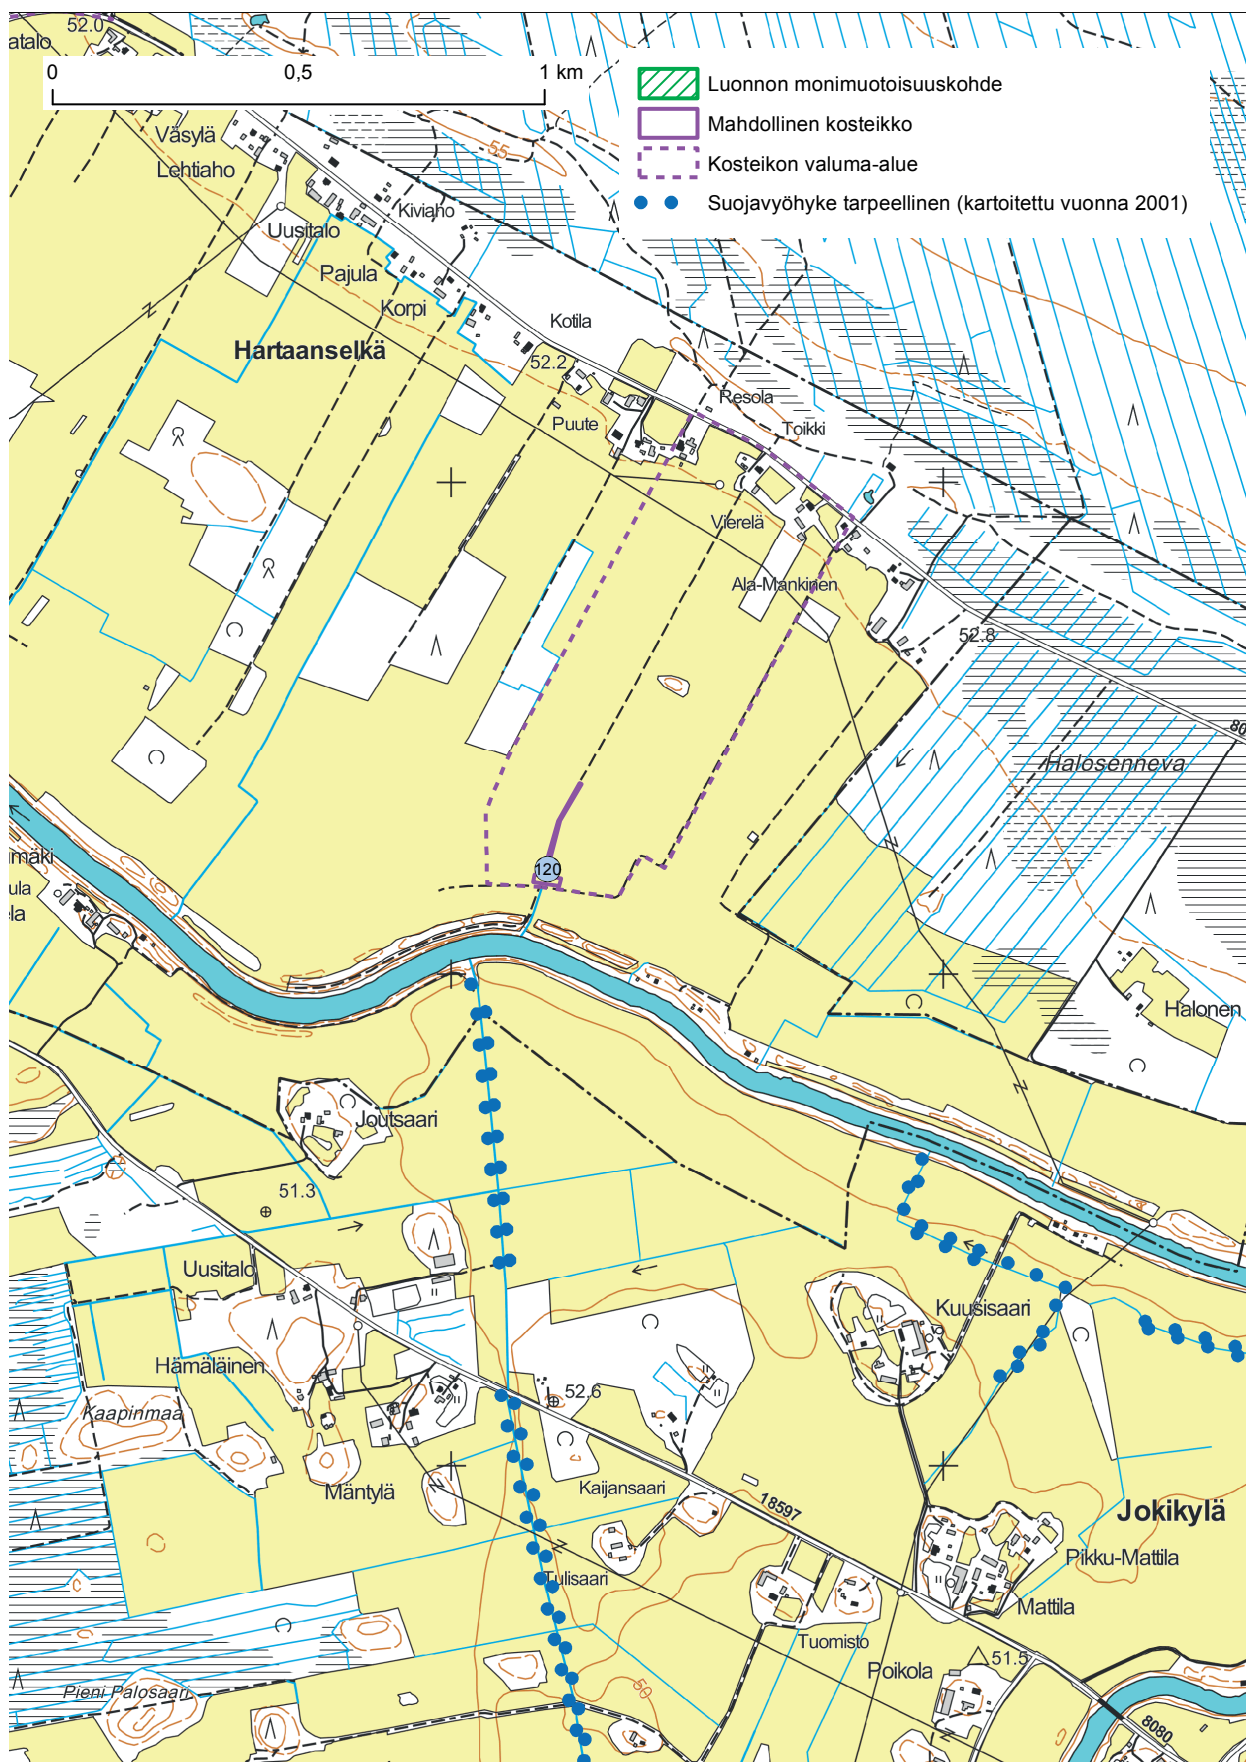 52.0
atalo
0
0,5
1 km
Luonnon monimuotoisuuskohde
Mahdollinen kosteikko
Kosteikon valuma-alue
Suojavyöhyke tarpeellinen (kartoitettu vuonna 2001)
Väsylä
Lehtiaho
55
Kiviaho
Uusitalo
Pajula
Korpi
Kotila
Hartaanselkä
52.2
Resola
Puute
Toikki
Vierelä
Ala-Mankinen
52.8
80
Halosenneva
mäki
ula
ela
120
Halonen
Joutsaari
51.3
Uusitalo
Kuusisaari
Hämäläinen
52.6
Kaapinmaa
Mäntylä
Kaijansaari
18597
Jokikylä
Pikku-Mattila
Tulisaari
Mattila
Tuomisto
Poikola
51.5
Pieni Palosaari
50
8080